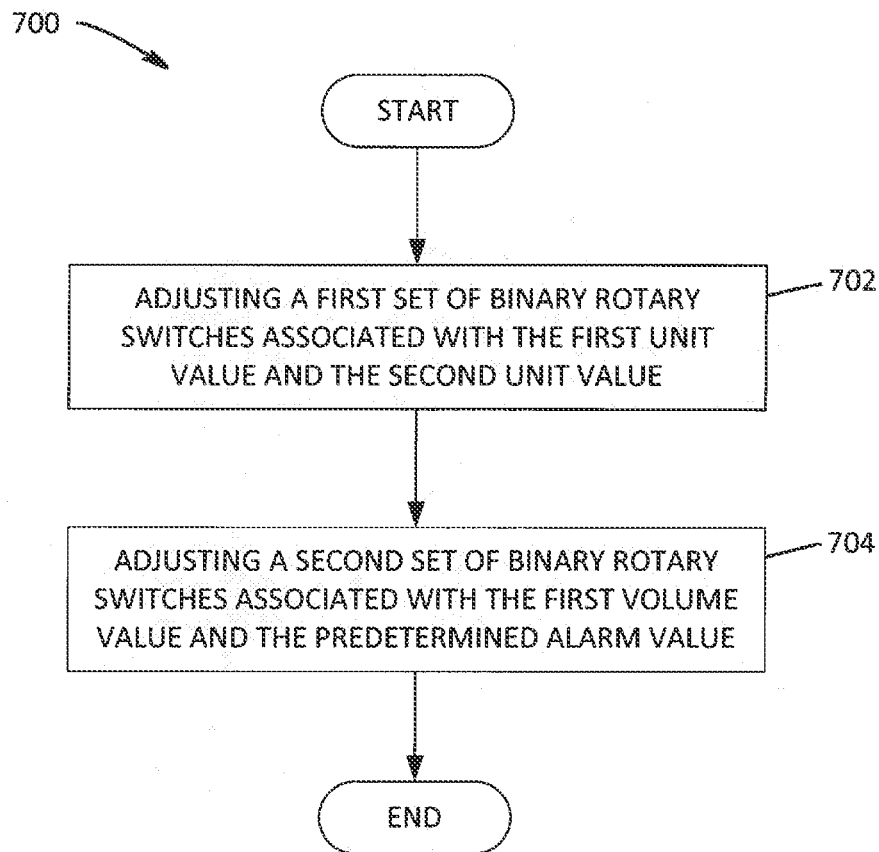 700
START
ADJUSTING A FIRST SET OF BINARY ROTARY
SWITCHES ASSOCIATED WITH THE FIRST UNIT
VALUE AND THE SECOND UNIT VALUE
702
ADJUSTING A SECOND SET OF BINARY ROTARY
SWITCHES ASSOCIATED WITH THE FIRST VOLUME
VALUE AND THE PREDETERMINED ALARM VALUE
704
END